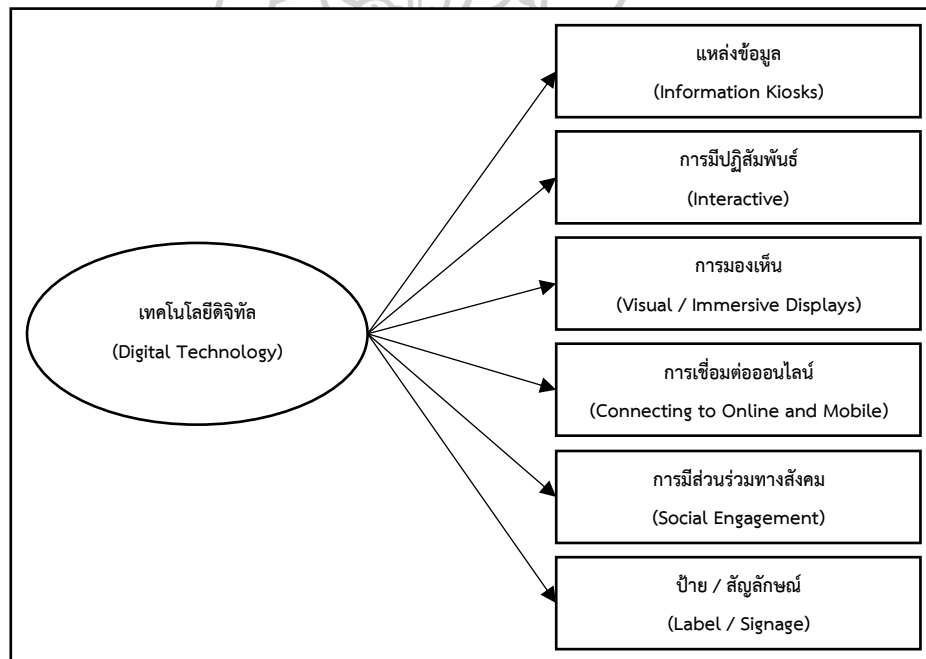 แหล่งข้อมูล
(Information Kiosks)
การมีปฏิสัมพันธ์
(Interactive)
การมองเห็น
(Visual / Immersive Displays)
เทคโนโลยีดิจิทัล
(Digital Technology)
การเชื่อมต่อออนไลน์
(Connecting to Online and Mobile)
การมีส่วนร่วมทางสังคม
(Social Engagement)
ป้าย / สัญลักษณ์
(Label / Signage)